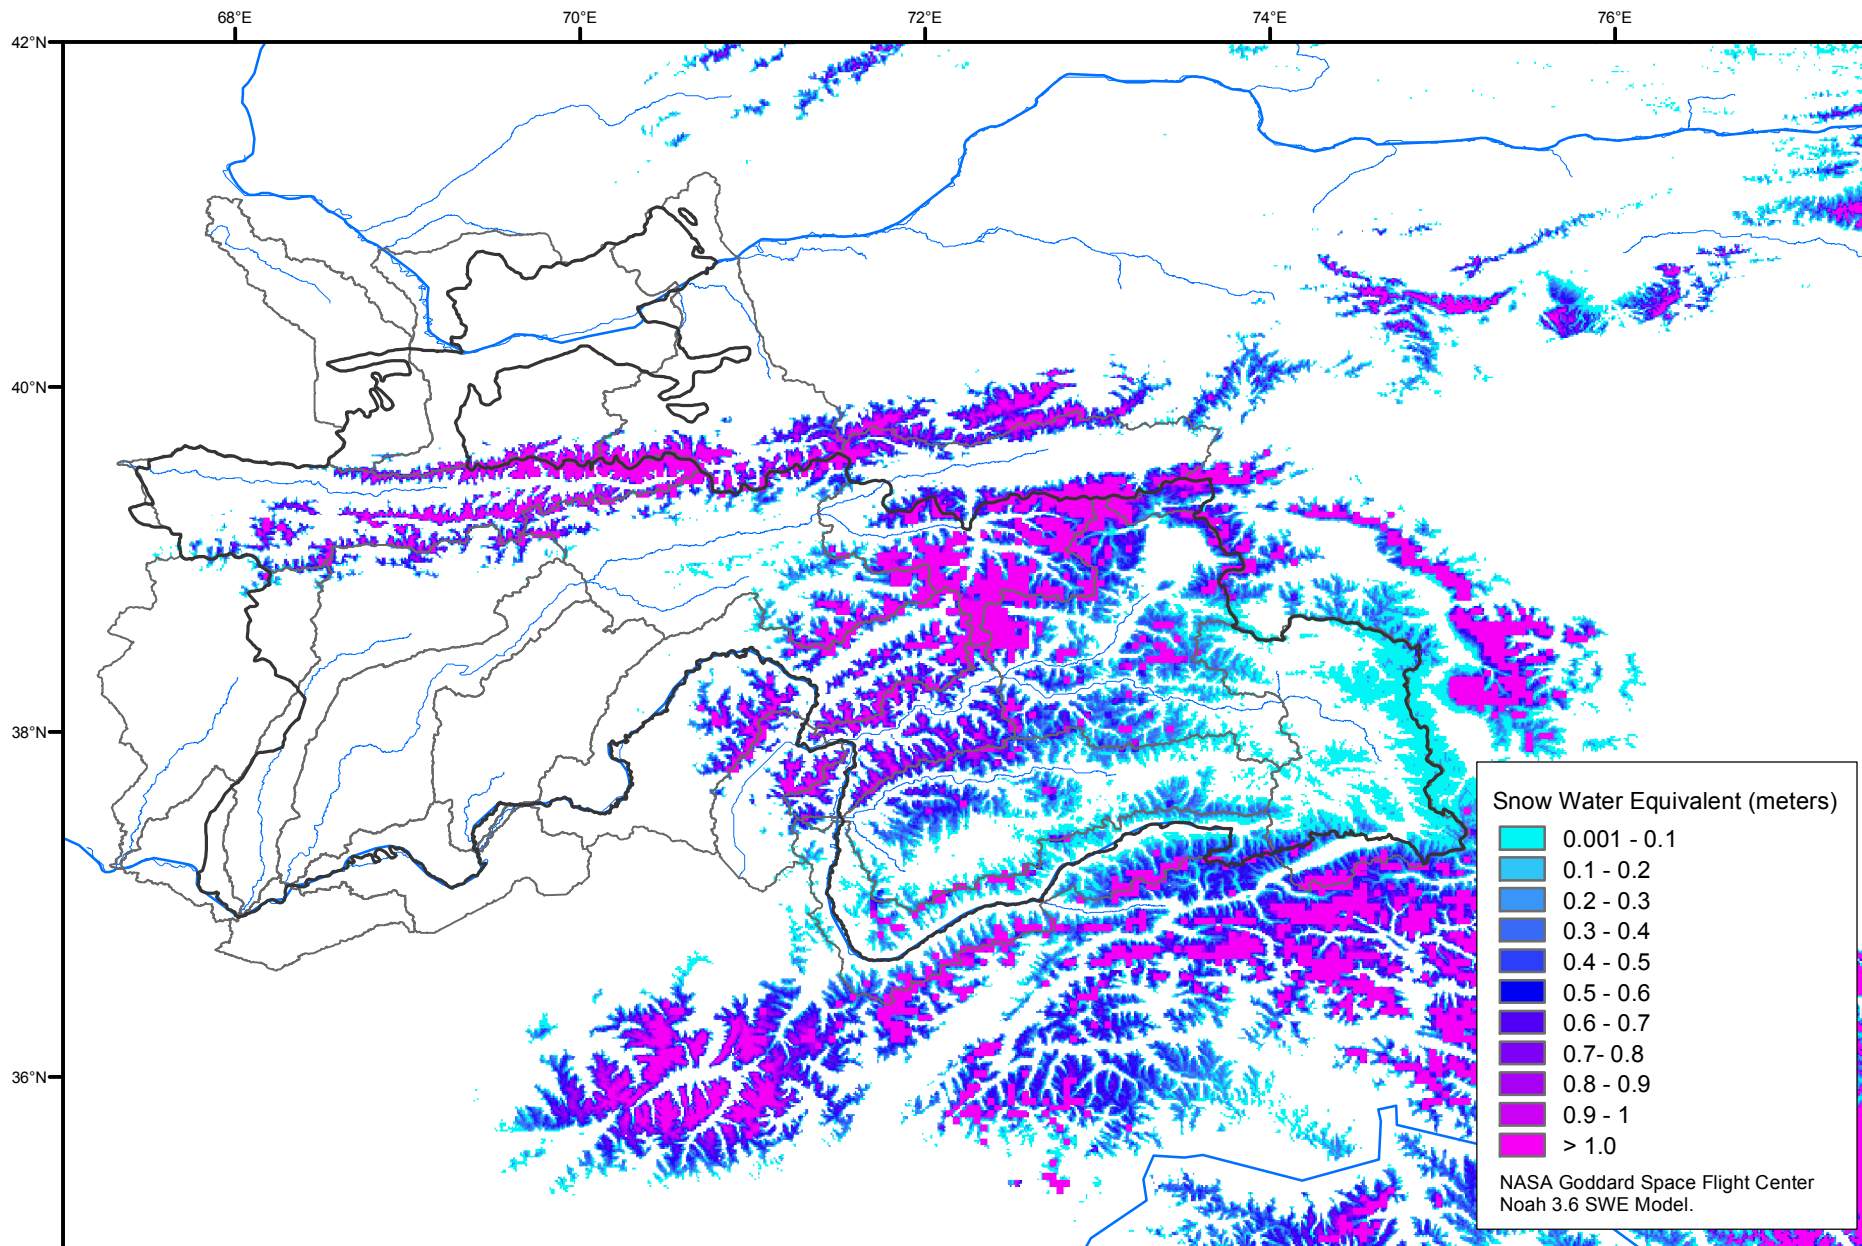 68°E
70°E
72°E
74°E
76°E
42°N
40°N
38°N
36°N
Snow Water Equivalent (meters)
0.001 - 0.1
0.1 - 0.2
0.2 - 0.3
0.3 - 0.4
0.4 - 0.5
0.5 - 0.6
0.6 - 0.7
0.7- 0.8
0.8 - 0.9
0.9 - 1
> 1.0
NASA Goddard Space Flight Center
Noah 3.6 SWE Model.